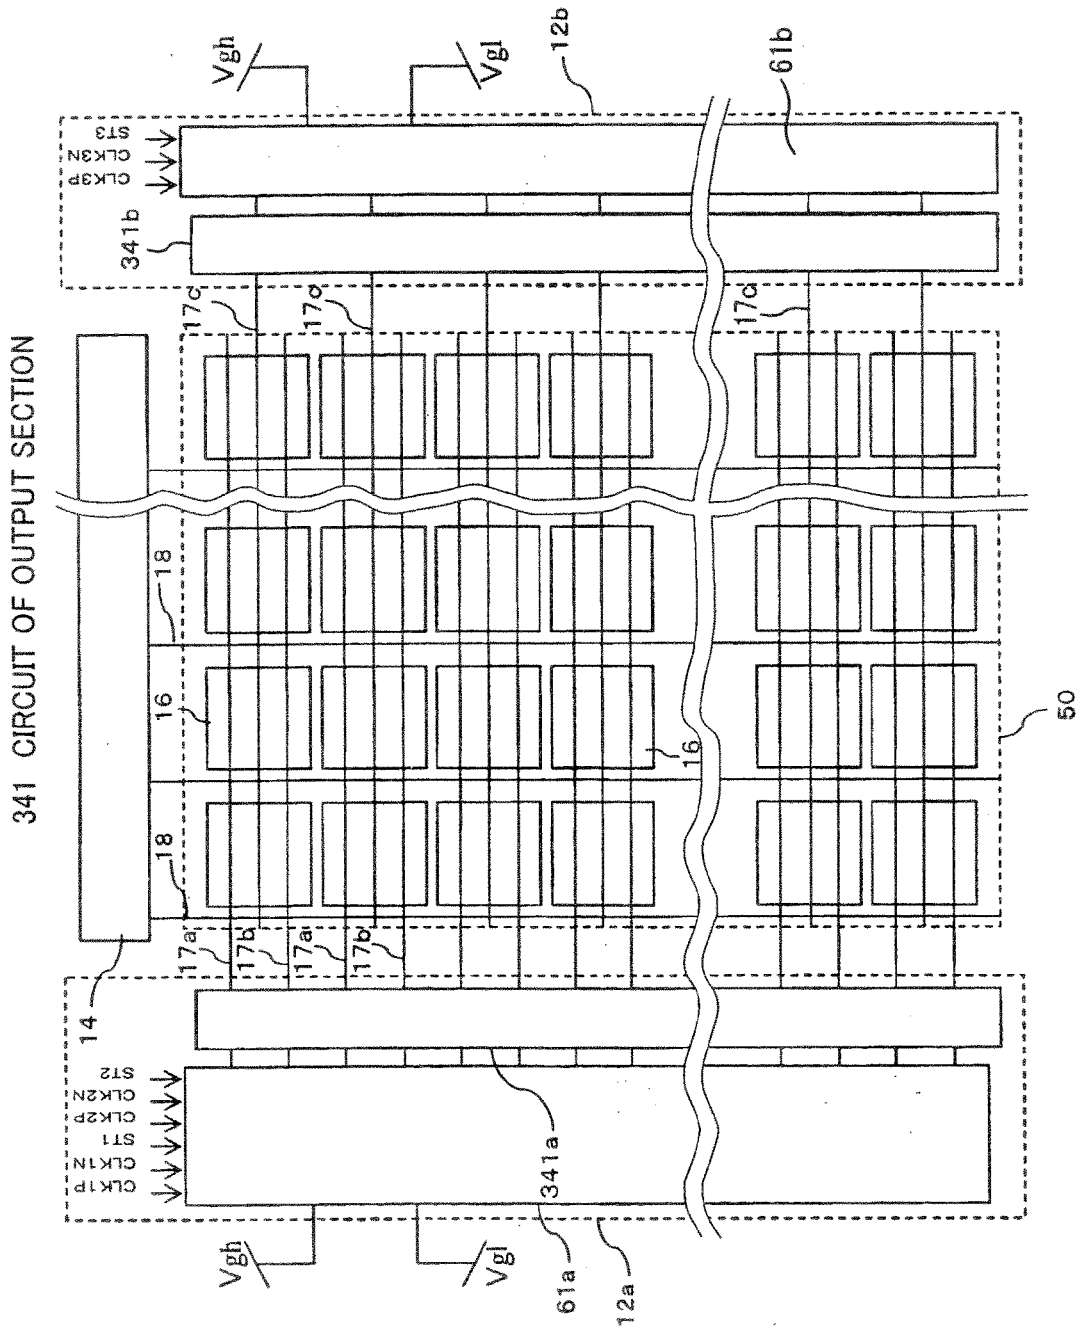 341 CIRCUIT OF OUTPUT SECTION
Vgh
Vgl
12b
61b
ST3
CLK3N
CLK3P
341b
17c
17c
17c
18
16
16
18
50
14
17a
17b
17a
17b
ST2
CLK2N
CLK2P
ST1
CLK1N
CLK1P
341a
Vgh
Vgl
61a
12a